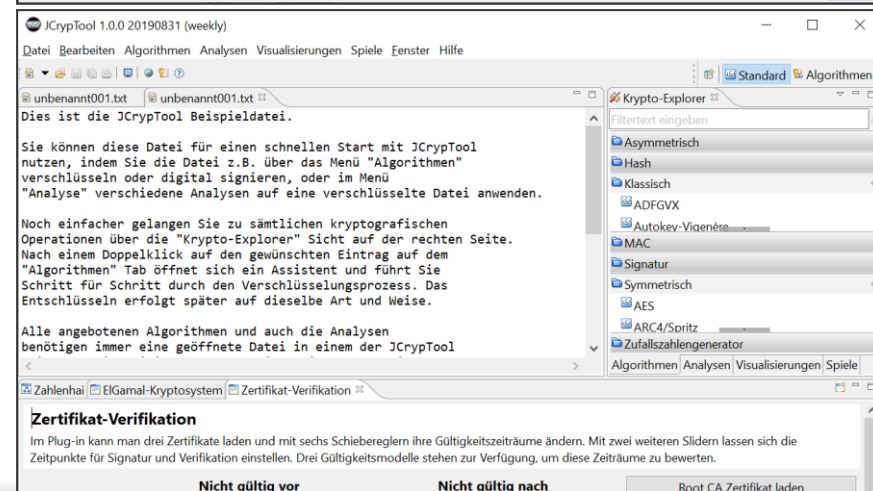 JCrypTool 1.0.0 20190831 (weekly)
Datei Bearbeiten Algorithmen Analysen Visualisierungen Spiele Fenster Hilfe
Standard Algorithmen
unbenannt001.txt unbenannt001.txt
Dies ist die JCrypTool Beispieldatei.
Sie können diese Datei für einen schnellen Start mit JCrypTool
nutzen, indem Sie die Datei z.B. über das Menü "Algorithmen"
verschlüsseln oder digital signieren, oder im Menü
"Analyse" verschiedene Analysen auf eine verschlüsselte Datei anwenden.
Noch einfacher gelangen Sie zu sämtlichen kryptografischen
Operationen über die "Krypto-Explorer" Sicht auf der rechten Seite.
Nach einem Doppelklick auf den gewünschten Eintrag auf dem
"Algorithmen" Tab öffnet sich ein Assistent und führt Sie
Schritt für Schritt durch den Verschlüsselungsprozess. Das
Entschlüsseln erfolgt später auf dieselbe Art und Weise.
Alle angebotenen Algorithmen und auch die Analysen
benötigen immer eine geöffnete Datei in einem der JCrypTool
Krypto-Explorer
Filtertext eingeben
Asymmetrisch
Hash
Klassisch
ADFGVX
Autokey-Vigenère
MAC
Signatur
Symmetrisch
AES
ARC4/Spritz
Zufallszahlengenerator
Algorithmen Analysen Visualisierungen Spiele
Zahlenhai ElGamal-Kryptosystem Zertifikat-Verifikation
Zertifikat-Verifikation
Im Plug-in kann man drei Zertifikate laden und mit sechs Schiebereglern ihre Gültigkeitszeiträume ändern. Mit zwei weiteren Slidern lassen sich die
Zeitpunkte für Signatur und Verifikation einstellen. Drei Gültigkeitsmodelle stehen zur Verfügung, um diese Zeiträume zu bewerten.
Nicht gültig vor Nicht gültig nach Root CA Zertifikat laden